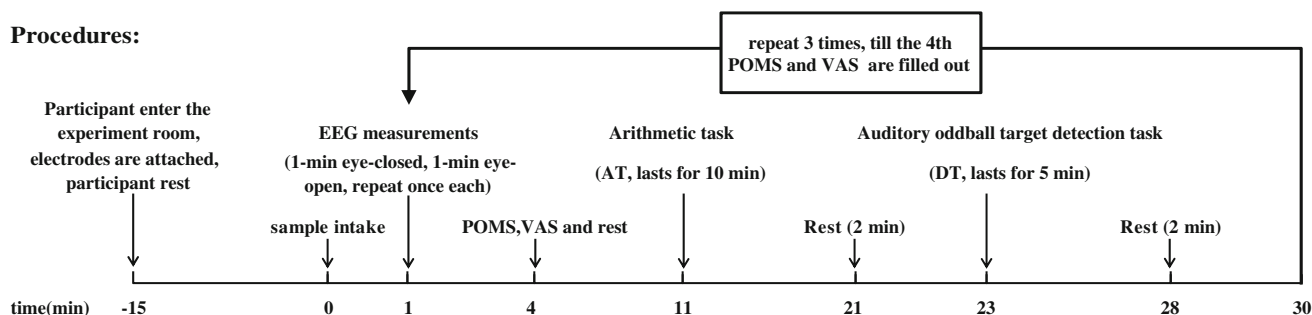 Procedures:
repeat 3 times, till the 4th
POMS and VAS are filled out
Participant enter the
experiment room,
electrodes are attached,
participant rest
EEG measurements
(1-min eye-closed, 1-min eye-
open, repeat once each)
Arithmetic task
(AT, lasts for 10 min)
Auditory oddball target detection task
(DT, lasts for 5 min)
sample intake
POMS,VAS and rest
Rest (2 min)
Rest (2 min)
time(min) -15 0 1 4 11 21 23 28 30